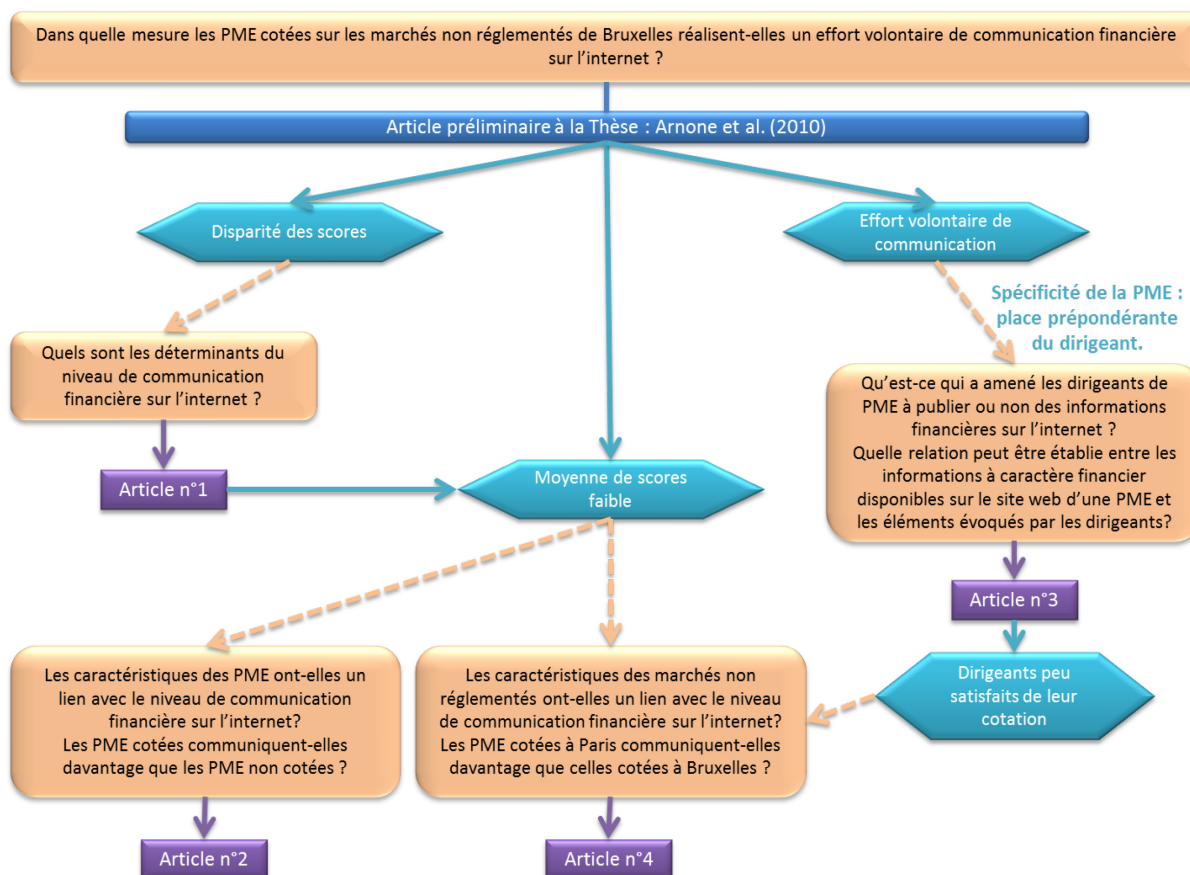 Dans quelle mesure les PME cotées sur les marchés non réglementés de Bruxelles réalisent-elles un effort volontaire de communication financière
sur l'internet ?
Article préliminaire à la Thèse : Arnone et al. (2010)
Disparité des scores
Effort volontaire de
communication
Spécificité de la PME :
place prépondérante
du dirigeant.
Quels sont les déterminants du
niveau de communication
financière sur l'internet ?
Qu'est-ce qui a amené les dirigeants de
PME à publier ou non des informations
financières sur l'internet ?
Quelle relation peut être établie entre les
informations à caractère financier
disponibles sur le site web d'une PME et
les éléments évoqués par les dirigeants?
Article n°1
Moyenne de scores
faible
Article n°3
Les caractéristiques des PME ont-elles un
lien avec le niveau de communication
financière sur l'internet?
Les PME cotées communiquent-elles
davantage que les PME non cotées ?
Les caractéristiques des marchés non
réglementés ont-elles un lien avec le niveau
de communication financière sur l'internet?
Les PME cotées à Paris communiquent-elles
davantage que celles cotées à Bruxelles ?
Dirigeants peu
satisfaits de leur
cotation
Article n°2
Article n°4